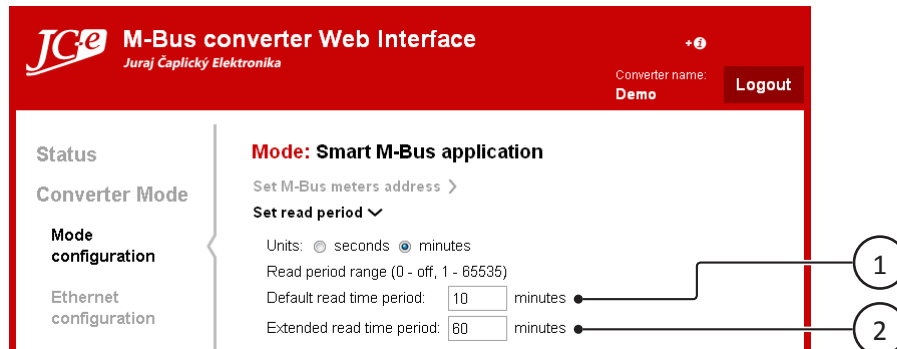 JC-e M-Bus converter Web Interface
Juraj Čaplický Elektronika
+i
Converter name:
Demo
Logout
Status
Converter Mode
Mode
configuration
Ethernet
configuration
Mode: Smart M-Bus application
Set M-Bus meters address >
Set read period
Units: seconds minutes
Read period range (0 - off, 1 - 65535)
Default read time period: 10 minutes
1
Extended read time period: 60 minutes
2